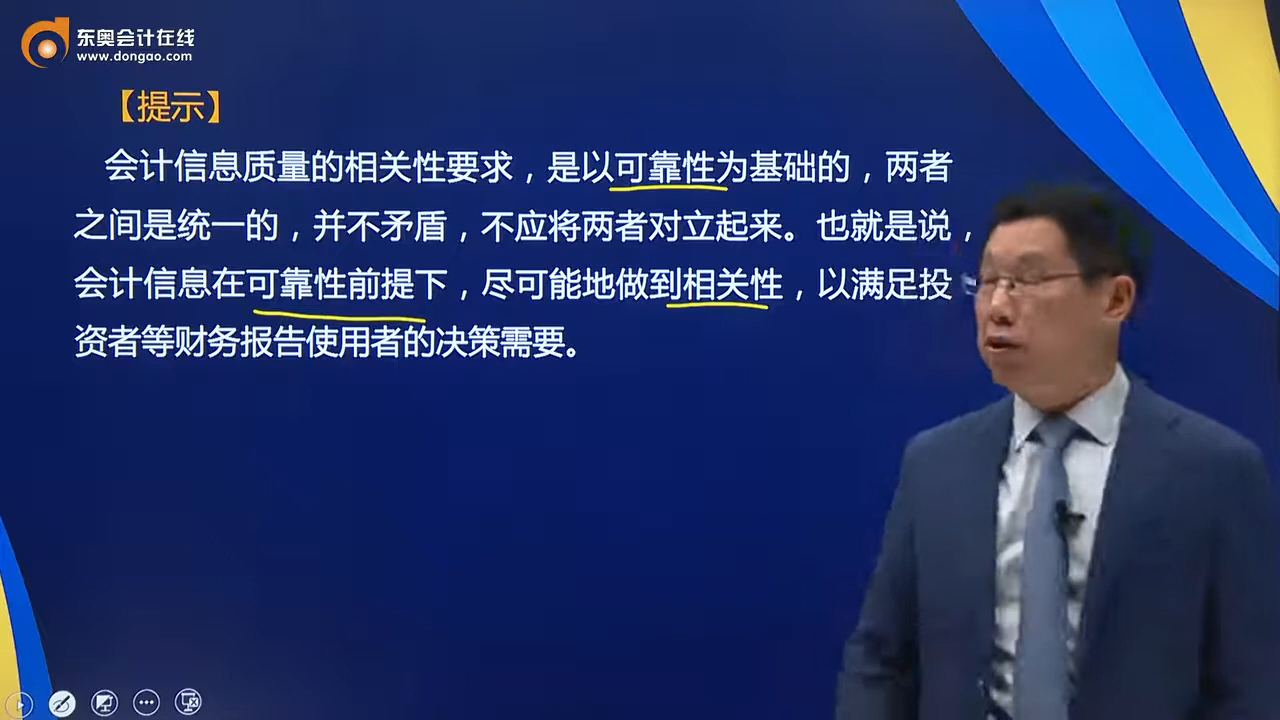 东奥会计在线
www.dongao.com
【提示】
会计信息质量的相关性要求，是以可靠性为基础的，两者
之间是统一的，并不矛盾，不应将两者对立起来。也就是说，
会计信息在可靠性前提下，尽可能地做到相关性，以满足投
资者等财务报告使用者的决策需要。